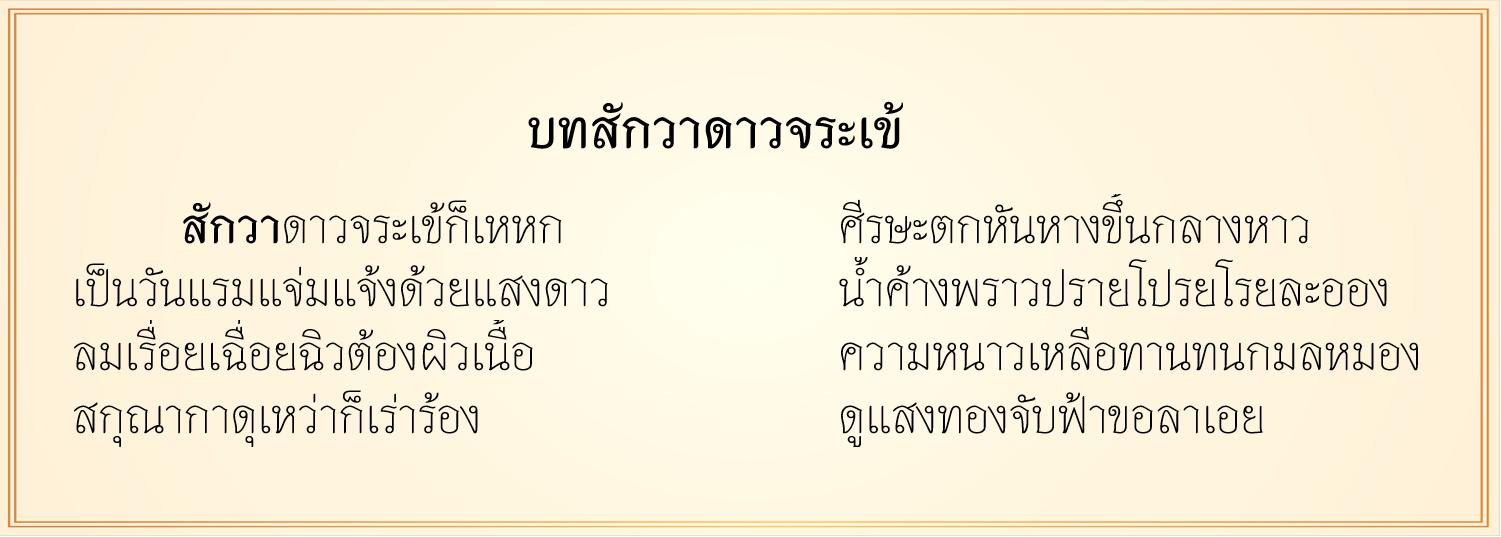 บทสักวาดาวจระเข้
สักวาดาวจระเข้ก็เหหก ศีรษะตกหันหางขึ้นกลางหาว
เป็นวันแรมแจ่มแจ้งด้วยแสงดาว น้ำค้างพราวปรายโปรยโรยละออง
ลมเรื่อยเฉื่อยฉิวต้องผิวเนื้อ ความหนาวเหลือทานทนกมลหมอง
สกุณากาดุเหว่าก็เร่าร้อง ดูแสงทองจับฟ้าขอลาเอย